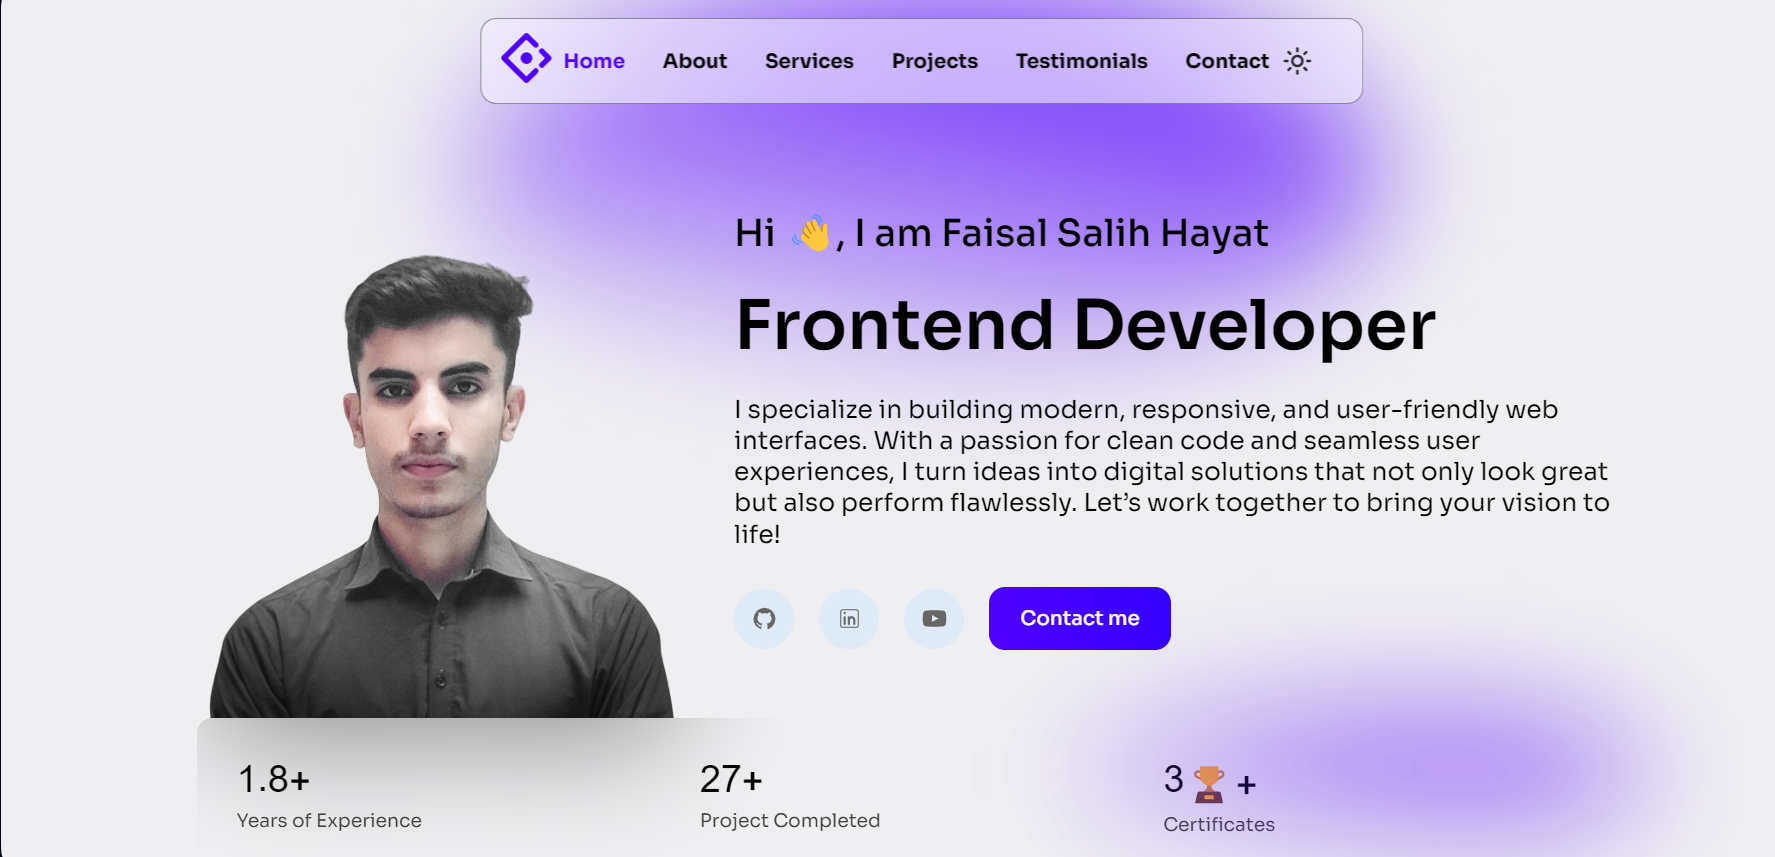 Home About Services Projects Testimonials Contact
Hi 👋, I am Faisal Salih Hayat
Frontend Developer
I specialize in building modern, responsive, and user-friendly web
interfaces. With a passion for clean code and seamless user
experiences, I turn ideas into digital solutions that not only look great
but also perform flawlessly. Let’s work together to bring your vision to
life!
in
Contact me
1.8+
Years of Experience
27+
Project Completed
3 🏆 +
Certificates